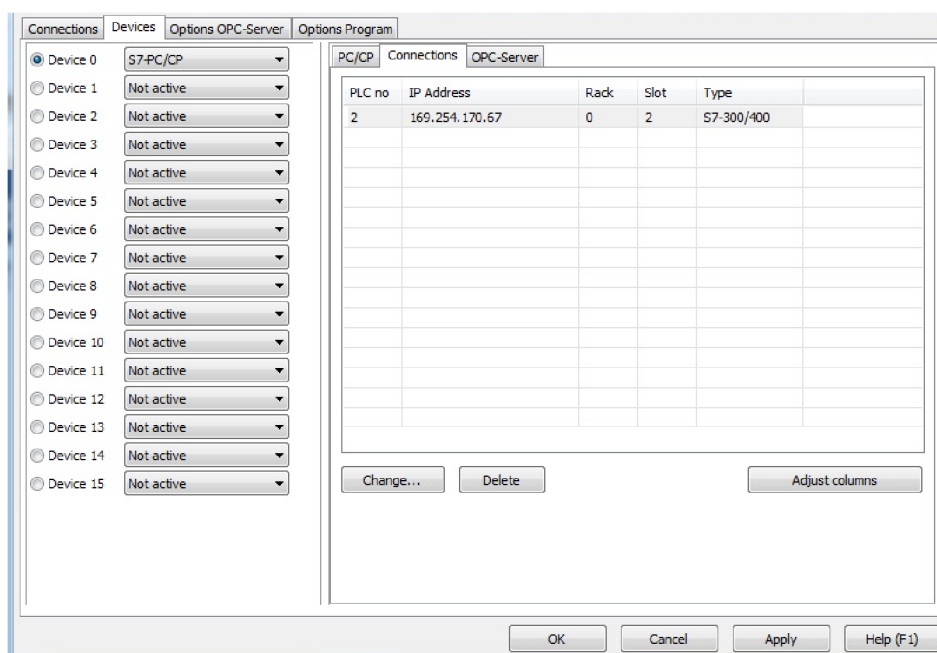 Connections Devices Options OPC-Server Options Program
Device 0 S7-PC/CP
Device 1 Not active
Device 2 Not active
Device 3 Not active
Device 4 Not active
Device 5 Not active
Device 6 Not active
Device 7 Not active
Device 8 Not active
Device 9 Not active
Device 10 Not active
Device 11 Not active
Device 12 Not active
Device 13 Not active
Device 14 Not active
Device 15 Not active
PC/CP Connections OPC-Server
PLC no IP Address Rack Slot Type
2 169.254.170.67 0 2 S7-300/400
Change... Delete Adjust columns
OK Cancel Apply Help (F1)